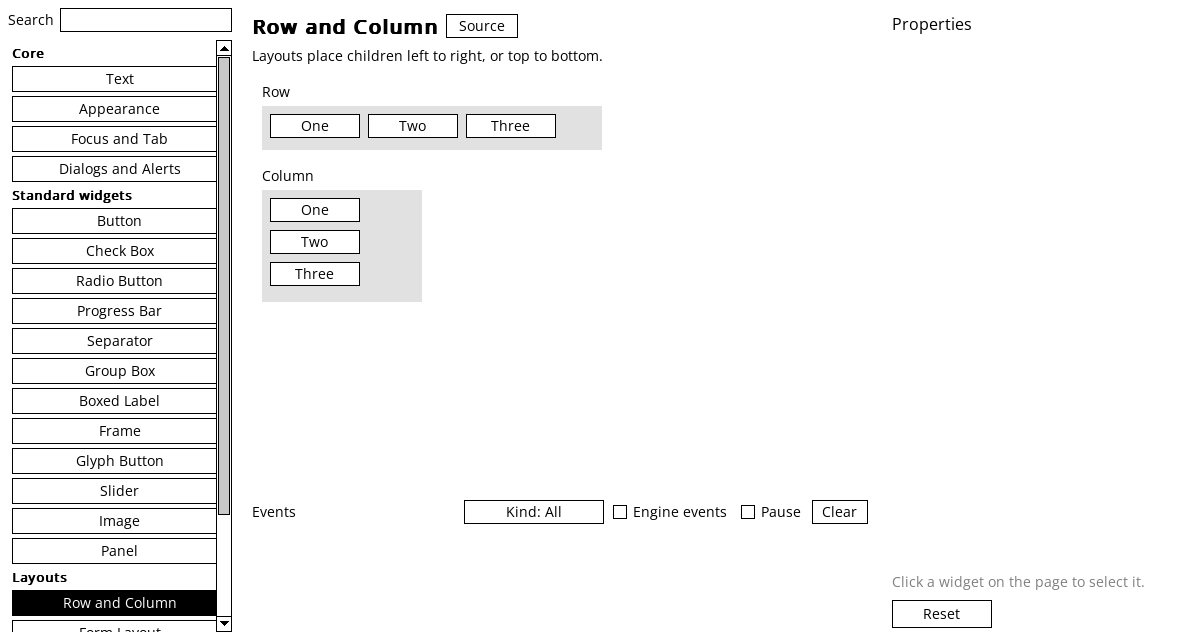 Search
Core
Text
Appearance
Focus and Tab
Dialogs and Alerts
Standard widgets
Button
Check Box
Radio Button
Progress Bar
Separator
Group Box
Boxed Label
Frame
Glyph Button
Slider
Image
Panel
Layouts
Row and Column
Form Layout
Row and Column Source
Layouts place children left to right, or top to bottom.
Row
One Two Three
Column
One
Two
Three
Events Kind: All Engine events Pause Clear
Properties
Click a widget on the page to select it.
Reset